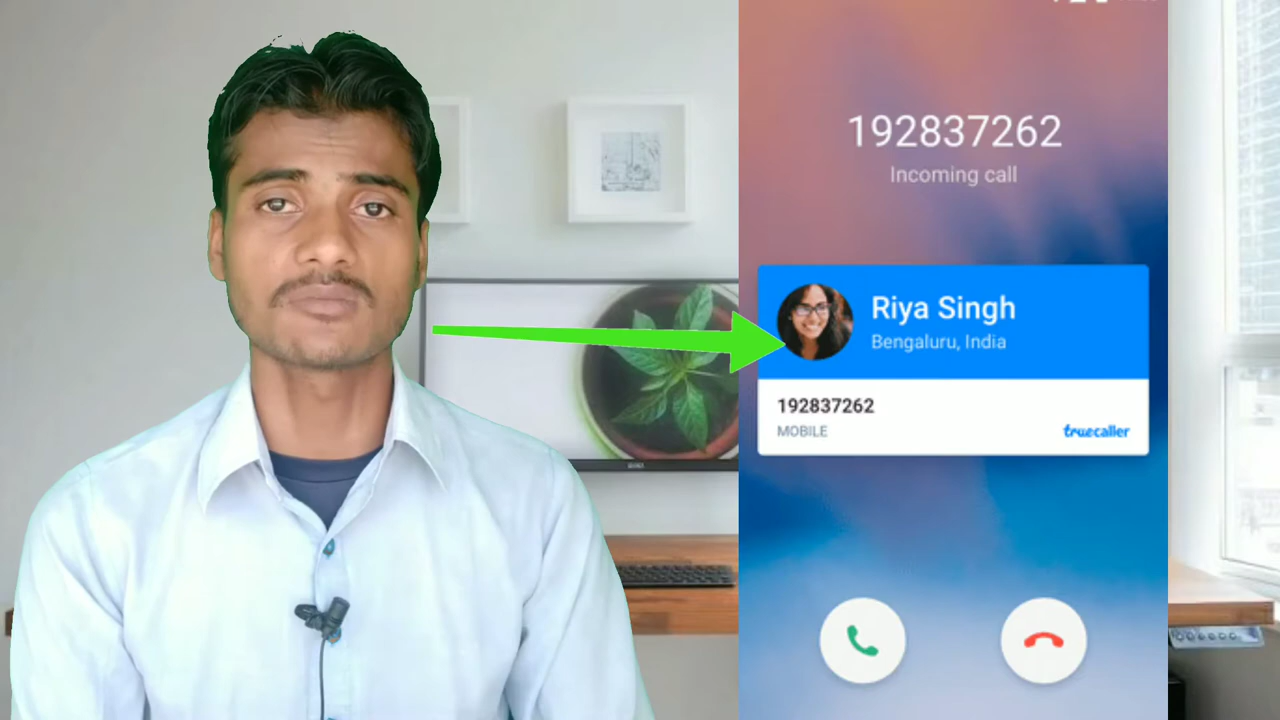 192837262
Incoming call
Riya Singh
Bengaluru, India
192837262
MOBILE
truecaller